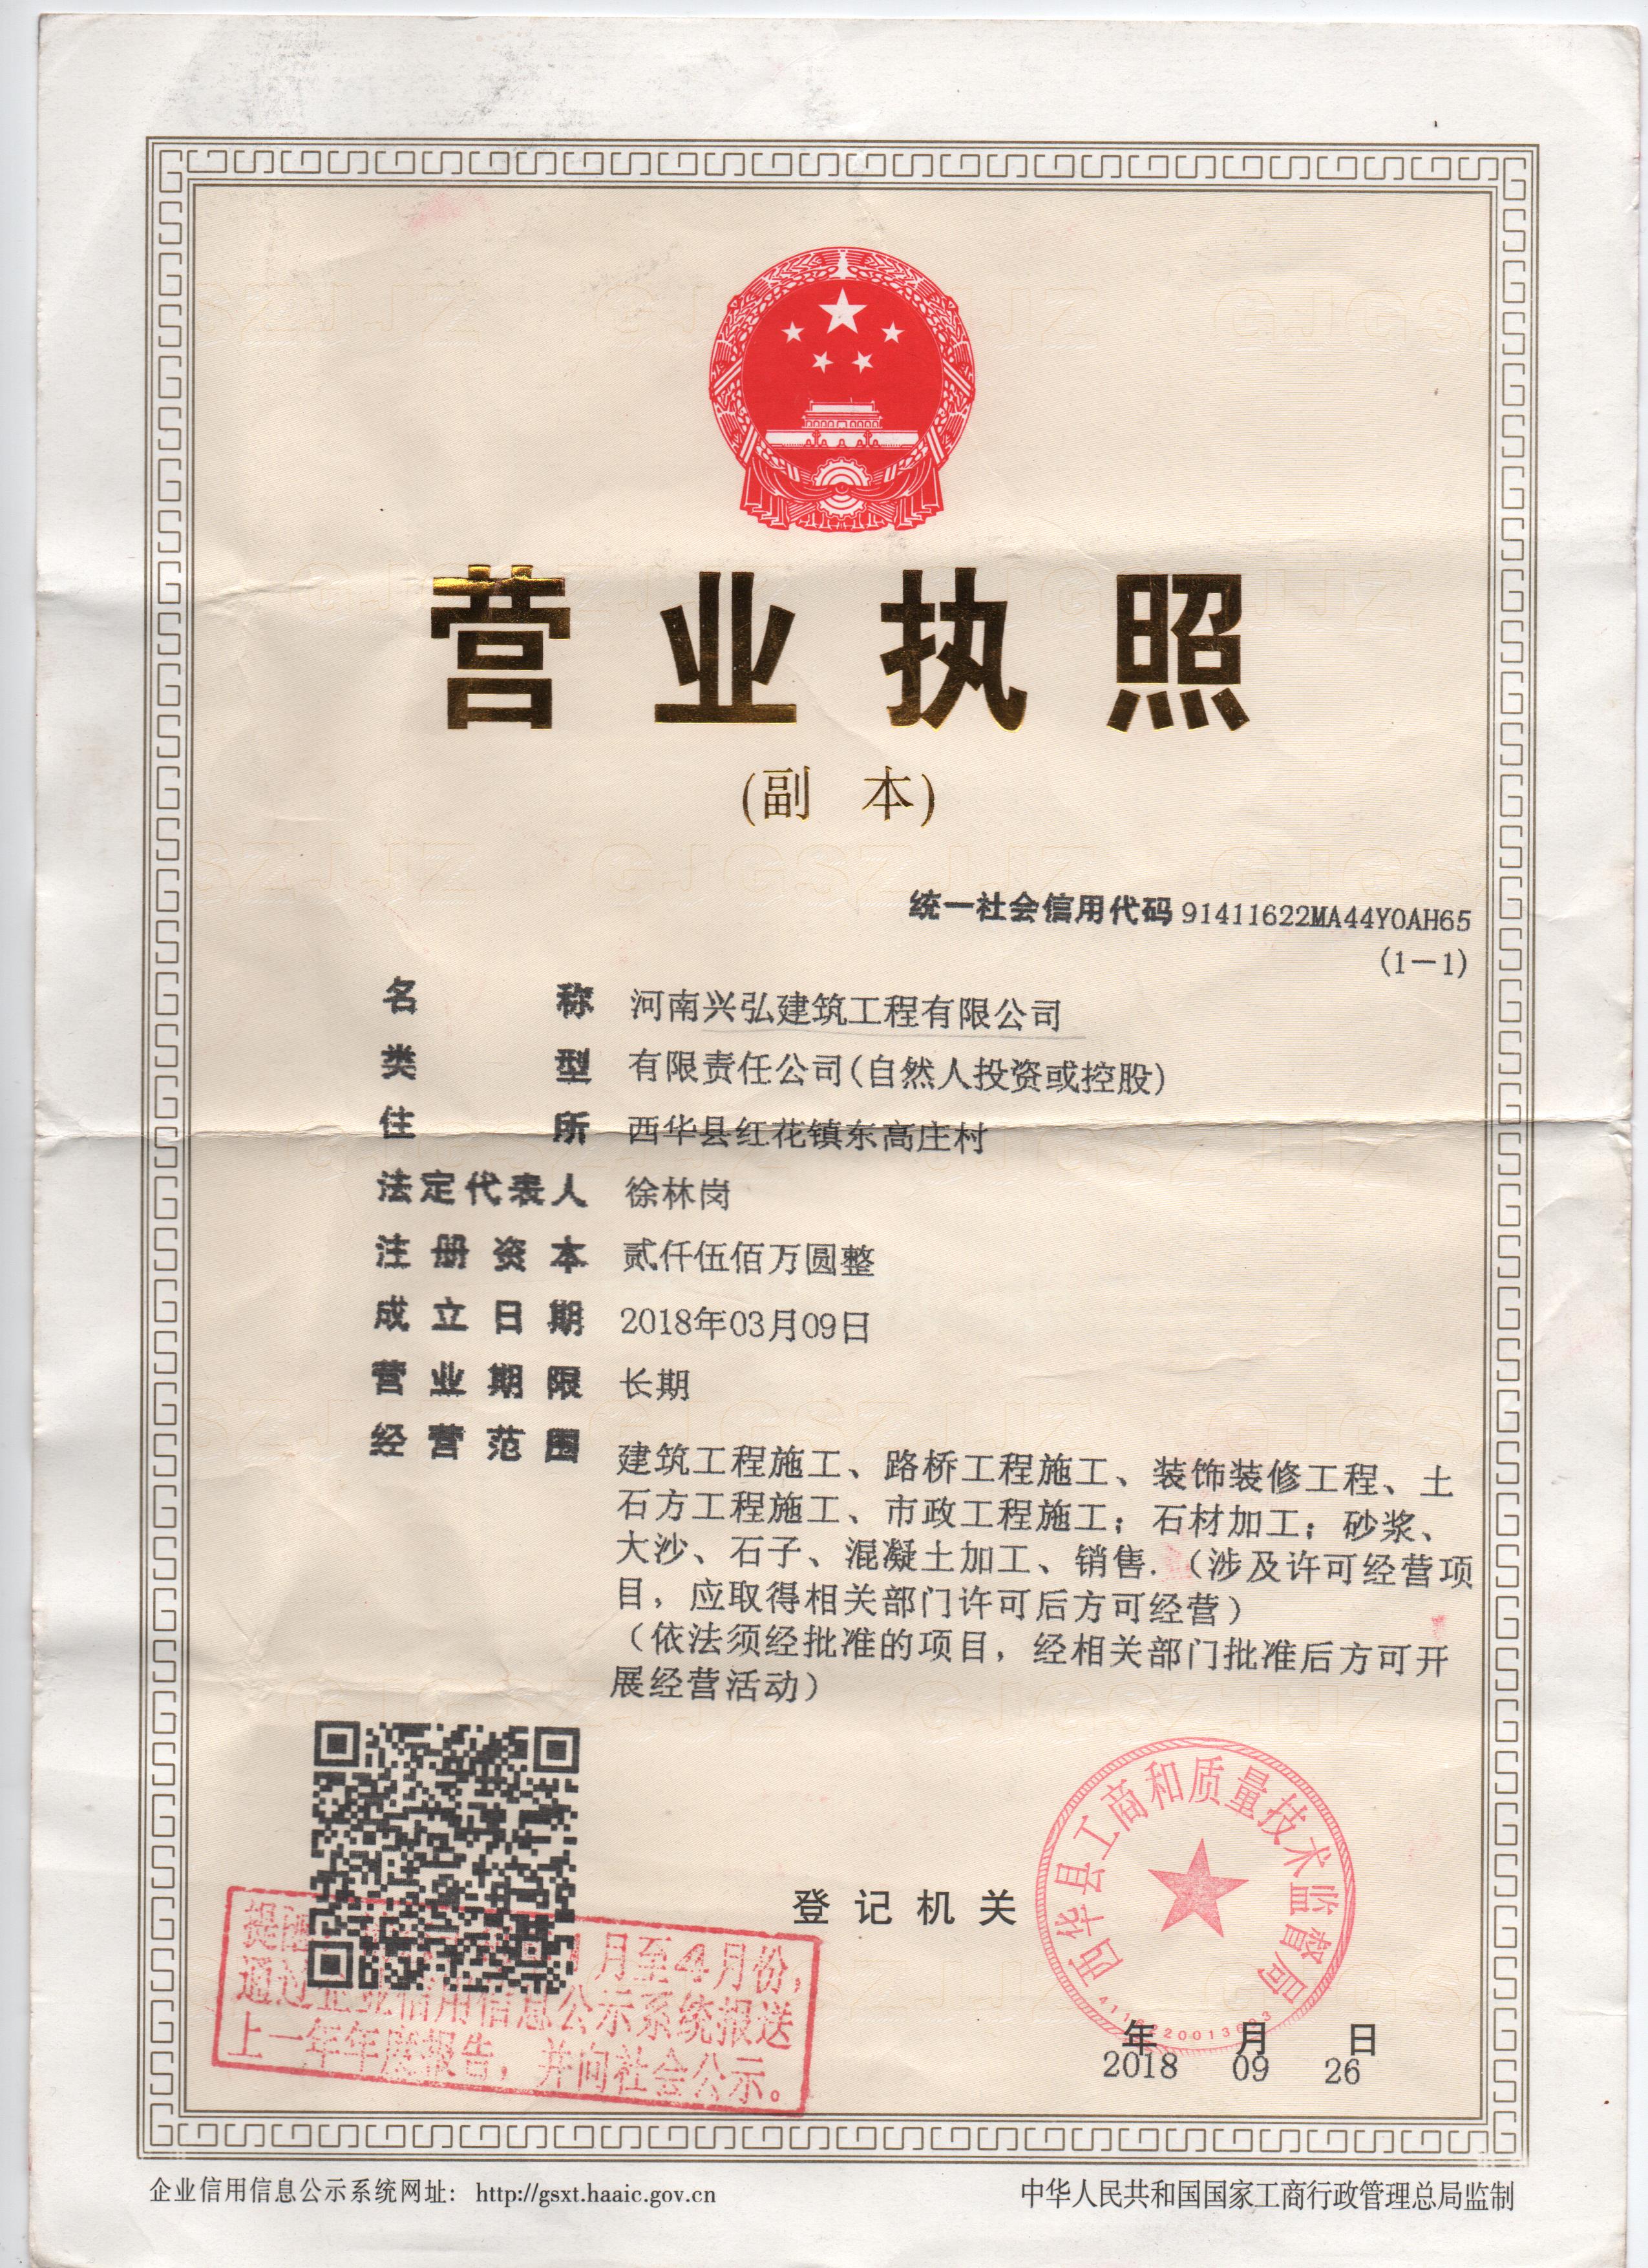 营业执照
(副 本)
统一社会信用代码 91411622MA44Y0AH65
(1-1)
名 称 河南兴弘建筑工程有限公司
类 型 有限责任公司(自然人投资或控股)
住 所 西华县红花镇东高庄村
法定代表人 徐林岗
注册资本 贰仟伍佰万圆整
成立日期 2018年03月09日
营业期限 长期
经营范围 建筑工程施工、路桥工程施工、装饰装修工程、土
石方工程施工、市政工程施工；石材加工；砂浆、
大沙、石子、混凝土加工、销售.（涉及许可经营项
目，应取得相关部门许可后方可经营）
（依法须经批准的项目，经相关部门批准后方可开
展经营活动）
提醒 1月至4月份，
通过企业信用信息公示系统报送
上一年年度报告，并向社会公示。
登记机关
西华县工商和质量技术监督局
年 月 日
2018 09 26
企业信用信息公示系统网址： http://gsxt.haaic.gov.cn
中华人民共和国国家工商行政管理总局监制